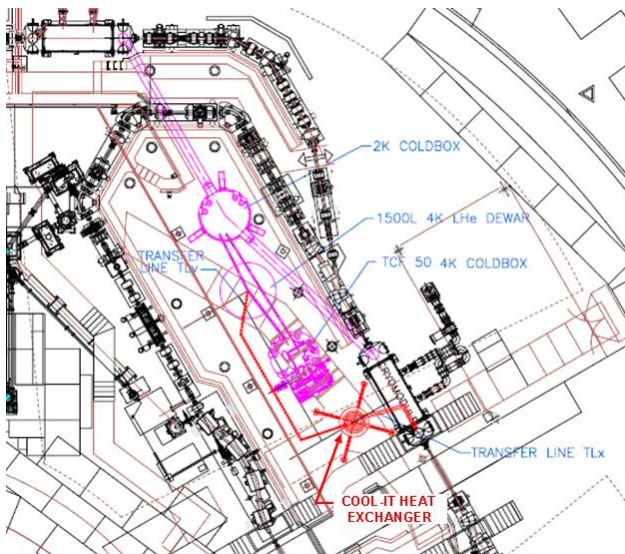 2K COLDBOX
1500L 4K LHe DEWAR
TRANSFER
LINE TLv
TCF 50 4K COLDBOX
TRANSFER LINE TLx
COOL-IT HEAT
EXCHANGER